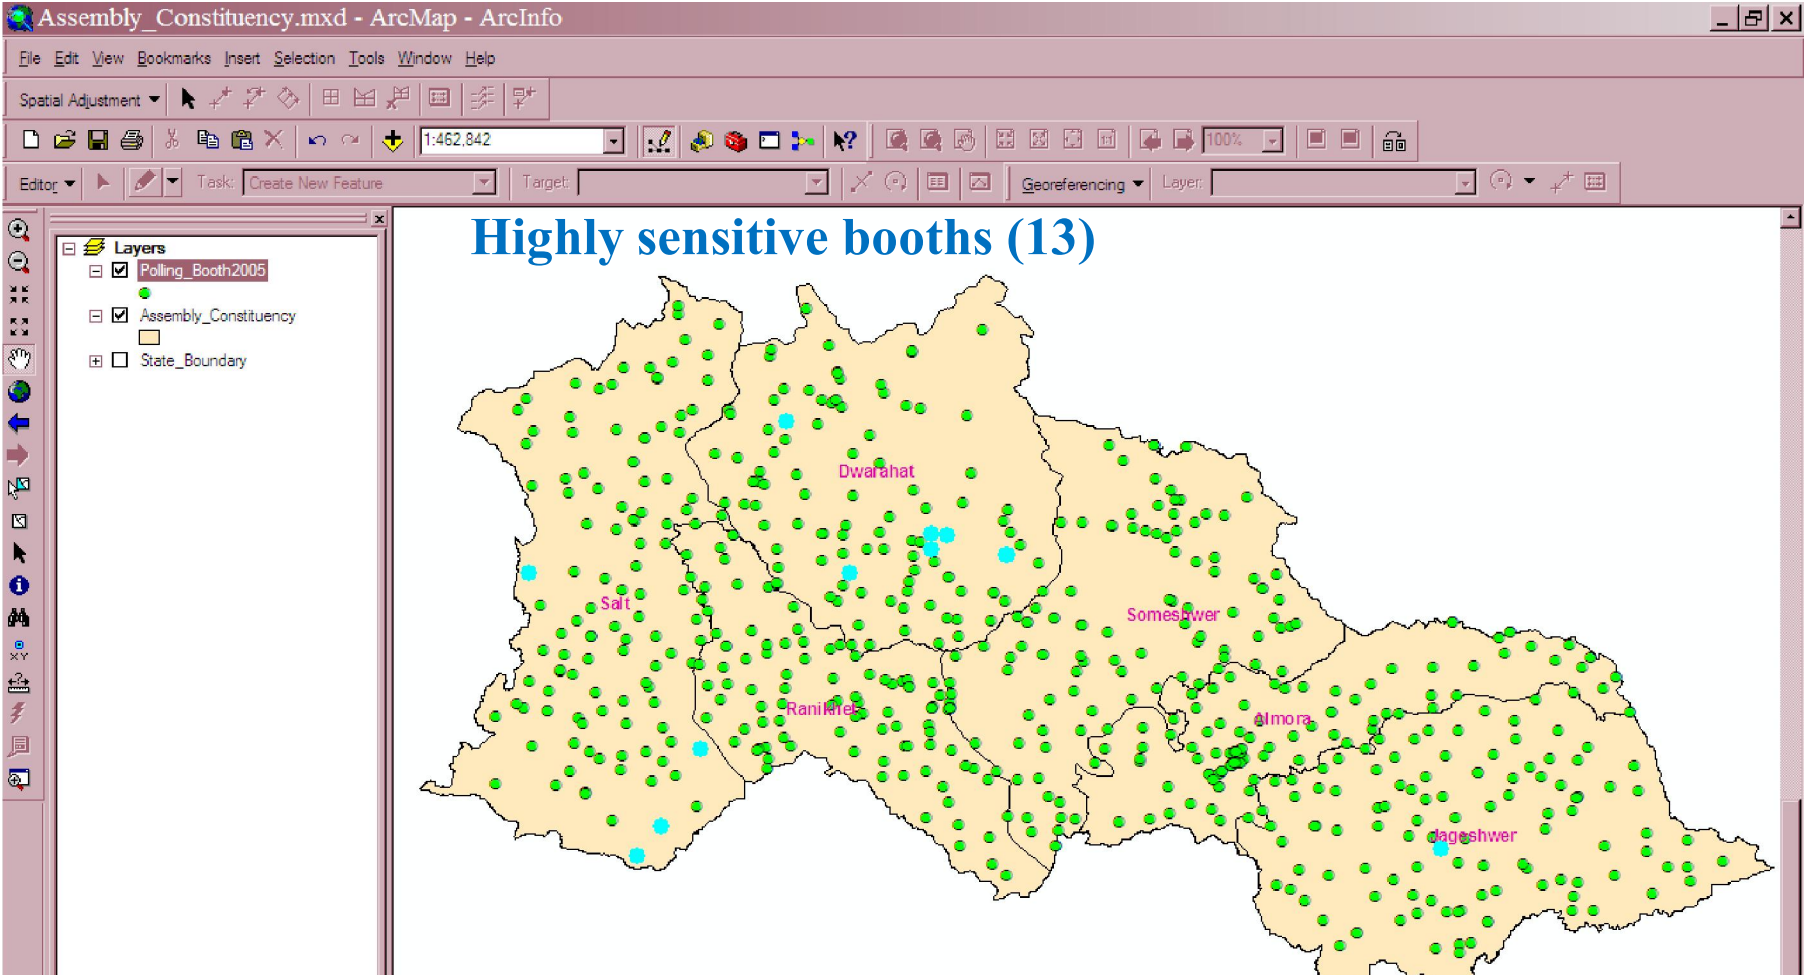 Assembly_Constituency.mxd - ArcMap - ArcInfo
File Edit View Bookmarks Insert Selection Tools Window Help
Spatial Adjustment
1:462,842
100%
Editor Task: Create New Feature Target: Georeferencing Layer:
Layers
Polling_Booth2005
Assembly_Constituency
State_Boundary
Highly sensitive booths (13)
Dwarahat
Salt
Someshwer
Ranikhet
Almora
Jageshwer